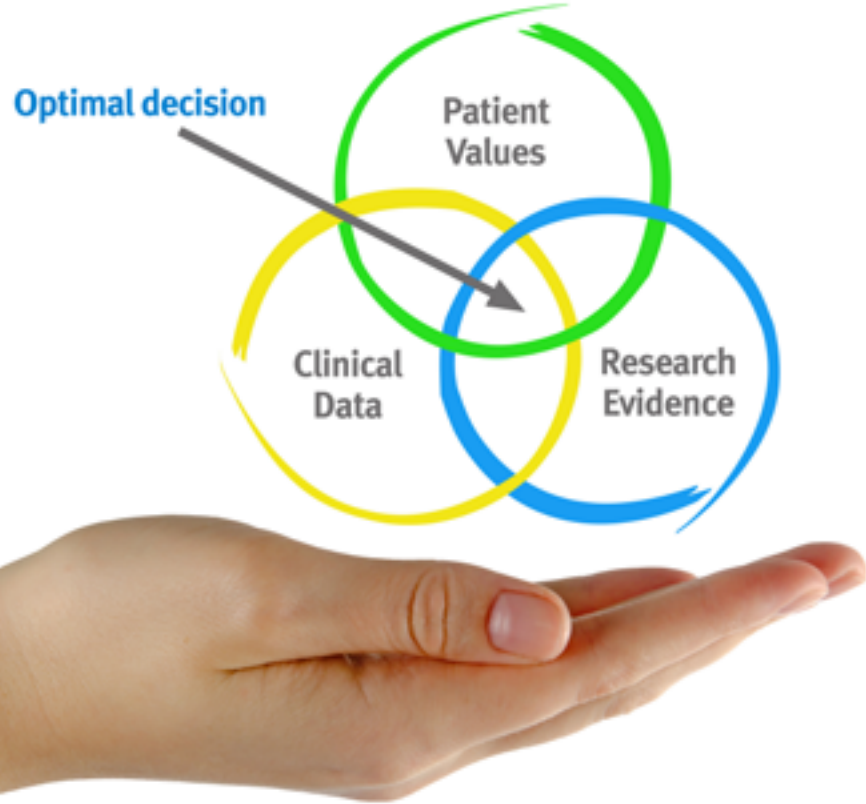 Optimal decision
Patient
Values
Clinical
Data
Research
Evidence